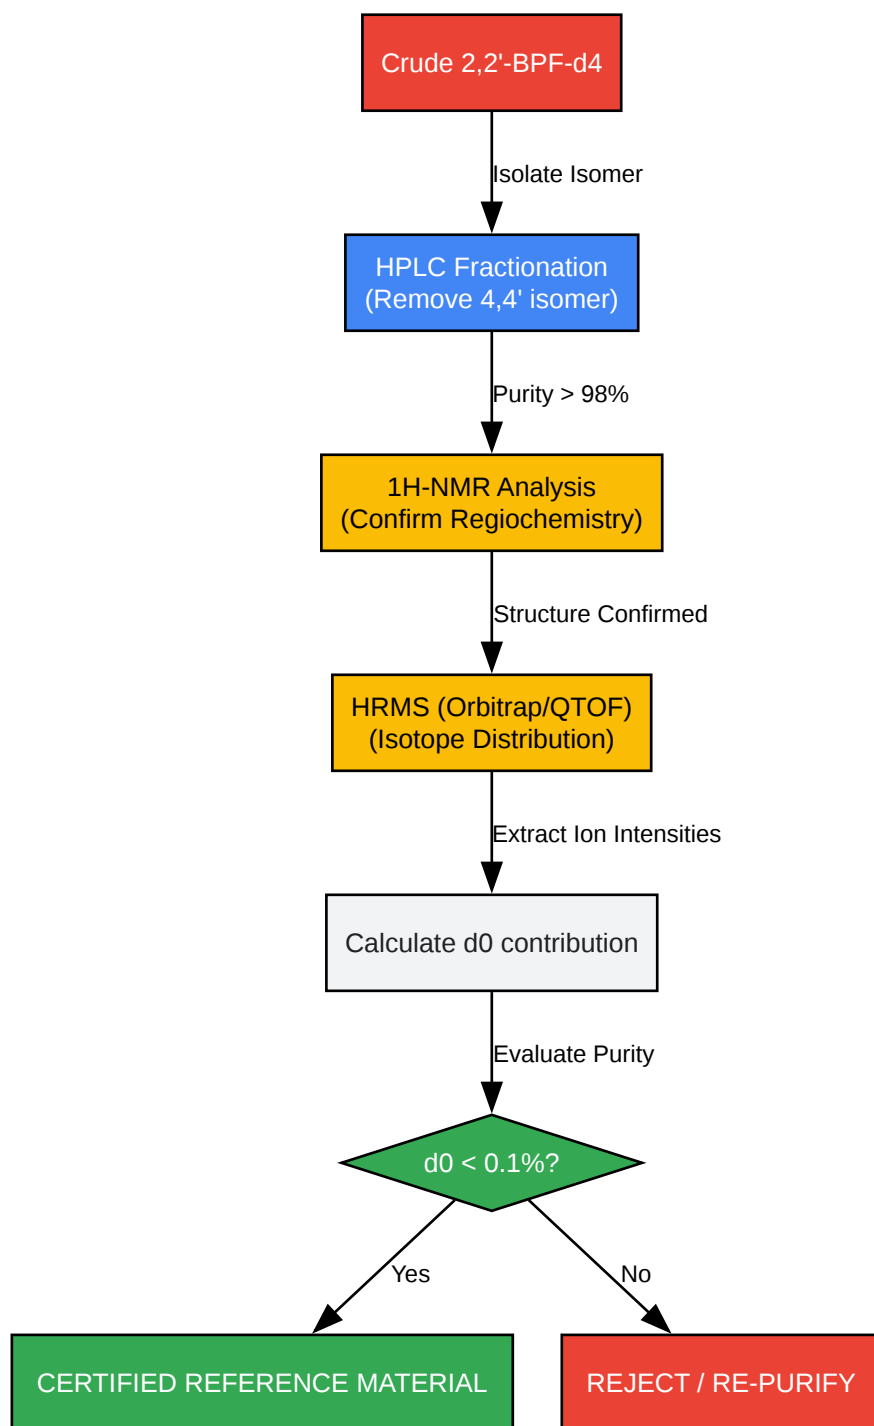 Crude 2,2'-BPF-d4
Isolate Isomer
HPLC Fractionation
(Remove 4,4' isomer)
Purity > 98%
1H-NMR Analysis
(Confirm Regiochemistry)
Structure Confirmed
HRMS (Orbitrap/QTOF)
(Isotope Distribution)
Extract Ion Intensities
Calculate d0 contribution
Evaluate Purity
d0 < 0.1%?
Yes
No
CERTIFIED REFERENCE MATERIAL
REJECT / RE-PURIFY